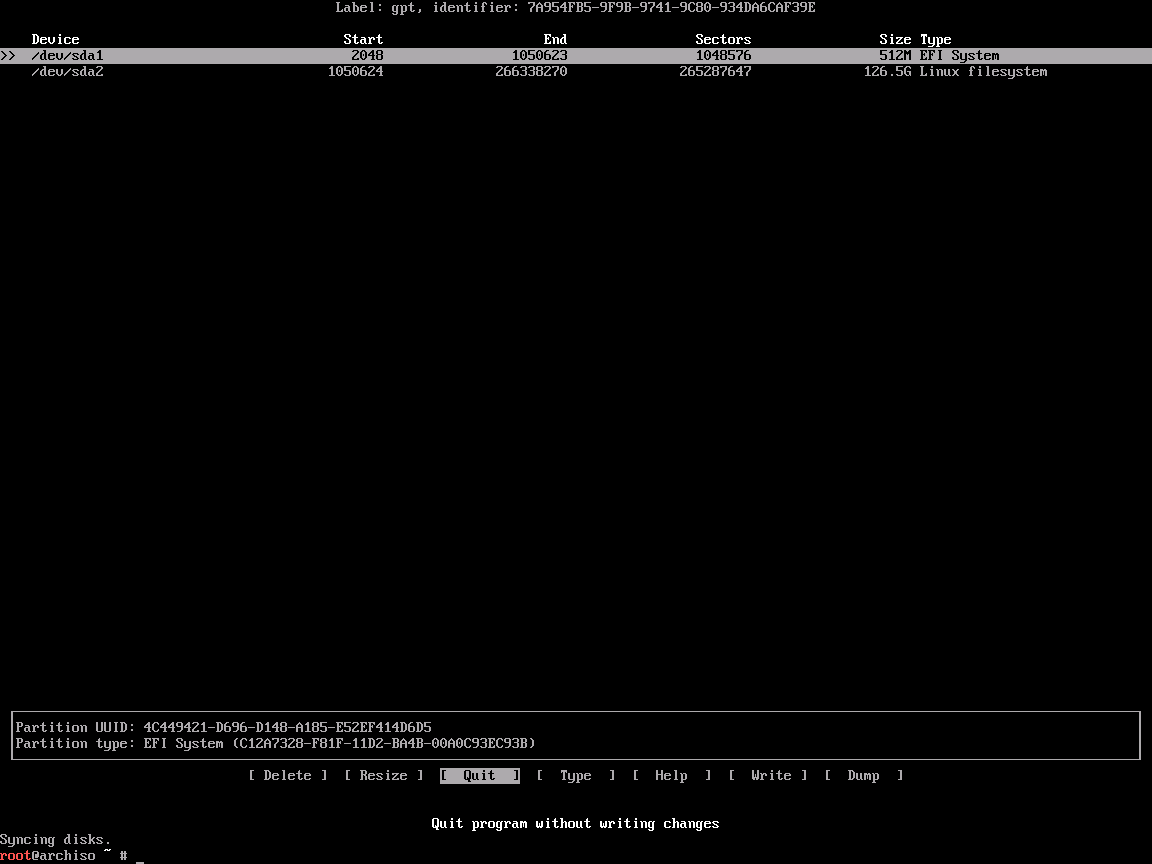 Label: gpt, identifier: 7A954FB5-9F9B-9741-9C80-934DA6CAF39E
Device Start End Sectors Size Type
>> /dev/sda1 2048 1050623 1048576 512M EFI System
/dev/sda2 1050624 266338270 265287647 126.5G Linux filesystem
Partition UUID: 4C449421-D696-D148-A185-E52EF414D6D5
Partition type: EFI System (C12A7328-F81F-11D2-BA4B-00A0C93EC93B)
[ Delete ] [ Resize ] [ Quit ] [ Type ] [ Help ] [ Write ] [ Dump ]
Quit program without writing changes
Syncing disks.
root@archiso ~ # _